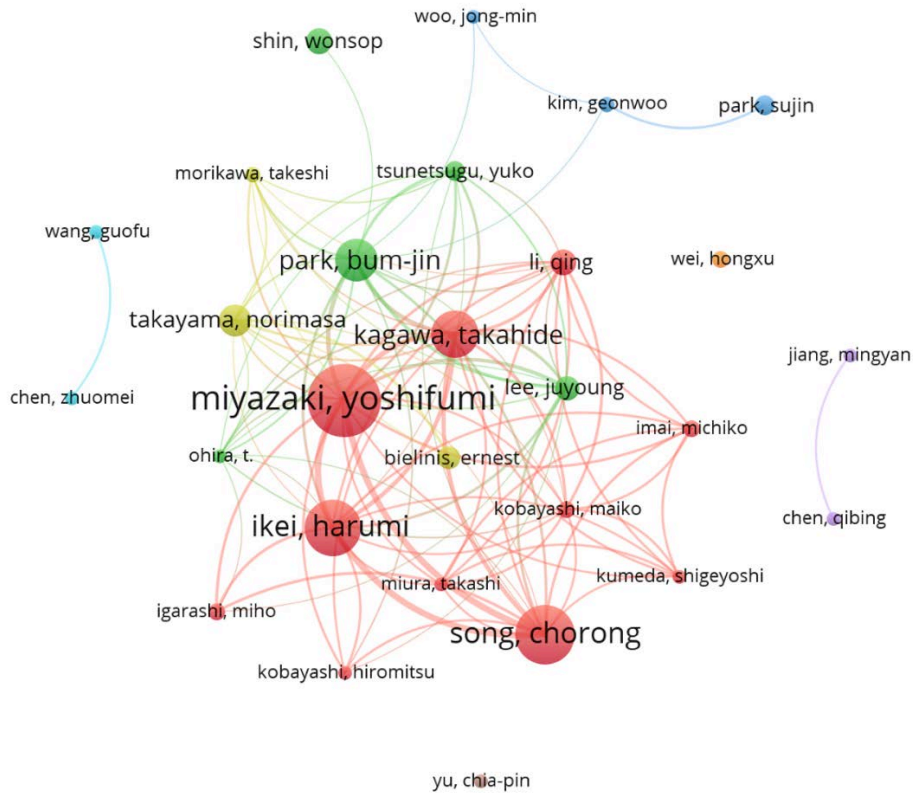 woo, jong-min
shin, wonsop
kim, geonwoo
park, sujin
morikawa, takeshi
tsunetsugu, yuko
wang, guofu
park, bum-jin
li, qing
wei, hongxu
takayama, norimasa
kagawa, takahide
jiang, mingyan
lee, juyoung
miyazaki, yoshifumi
chen, zhuomei
imai, michiko
ohira, t.
bielinis, ernest
kobayashi, maiko
chen, qibing
ikei, harumi
kumeda, shigeyoshi
miura, takashi
igarashi, miho
song, chorong
kobayashi, hiromitsu
yu, chia-pin